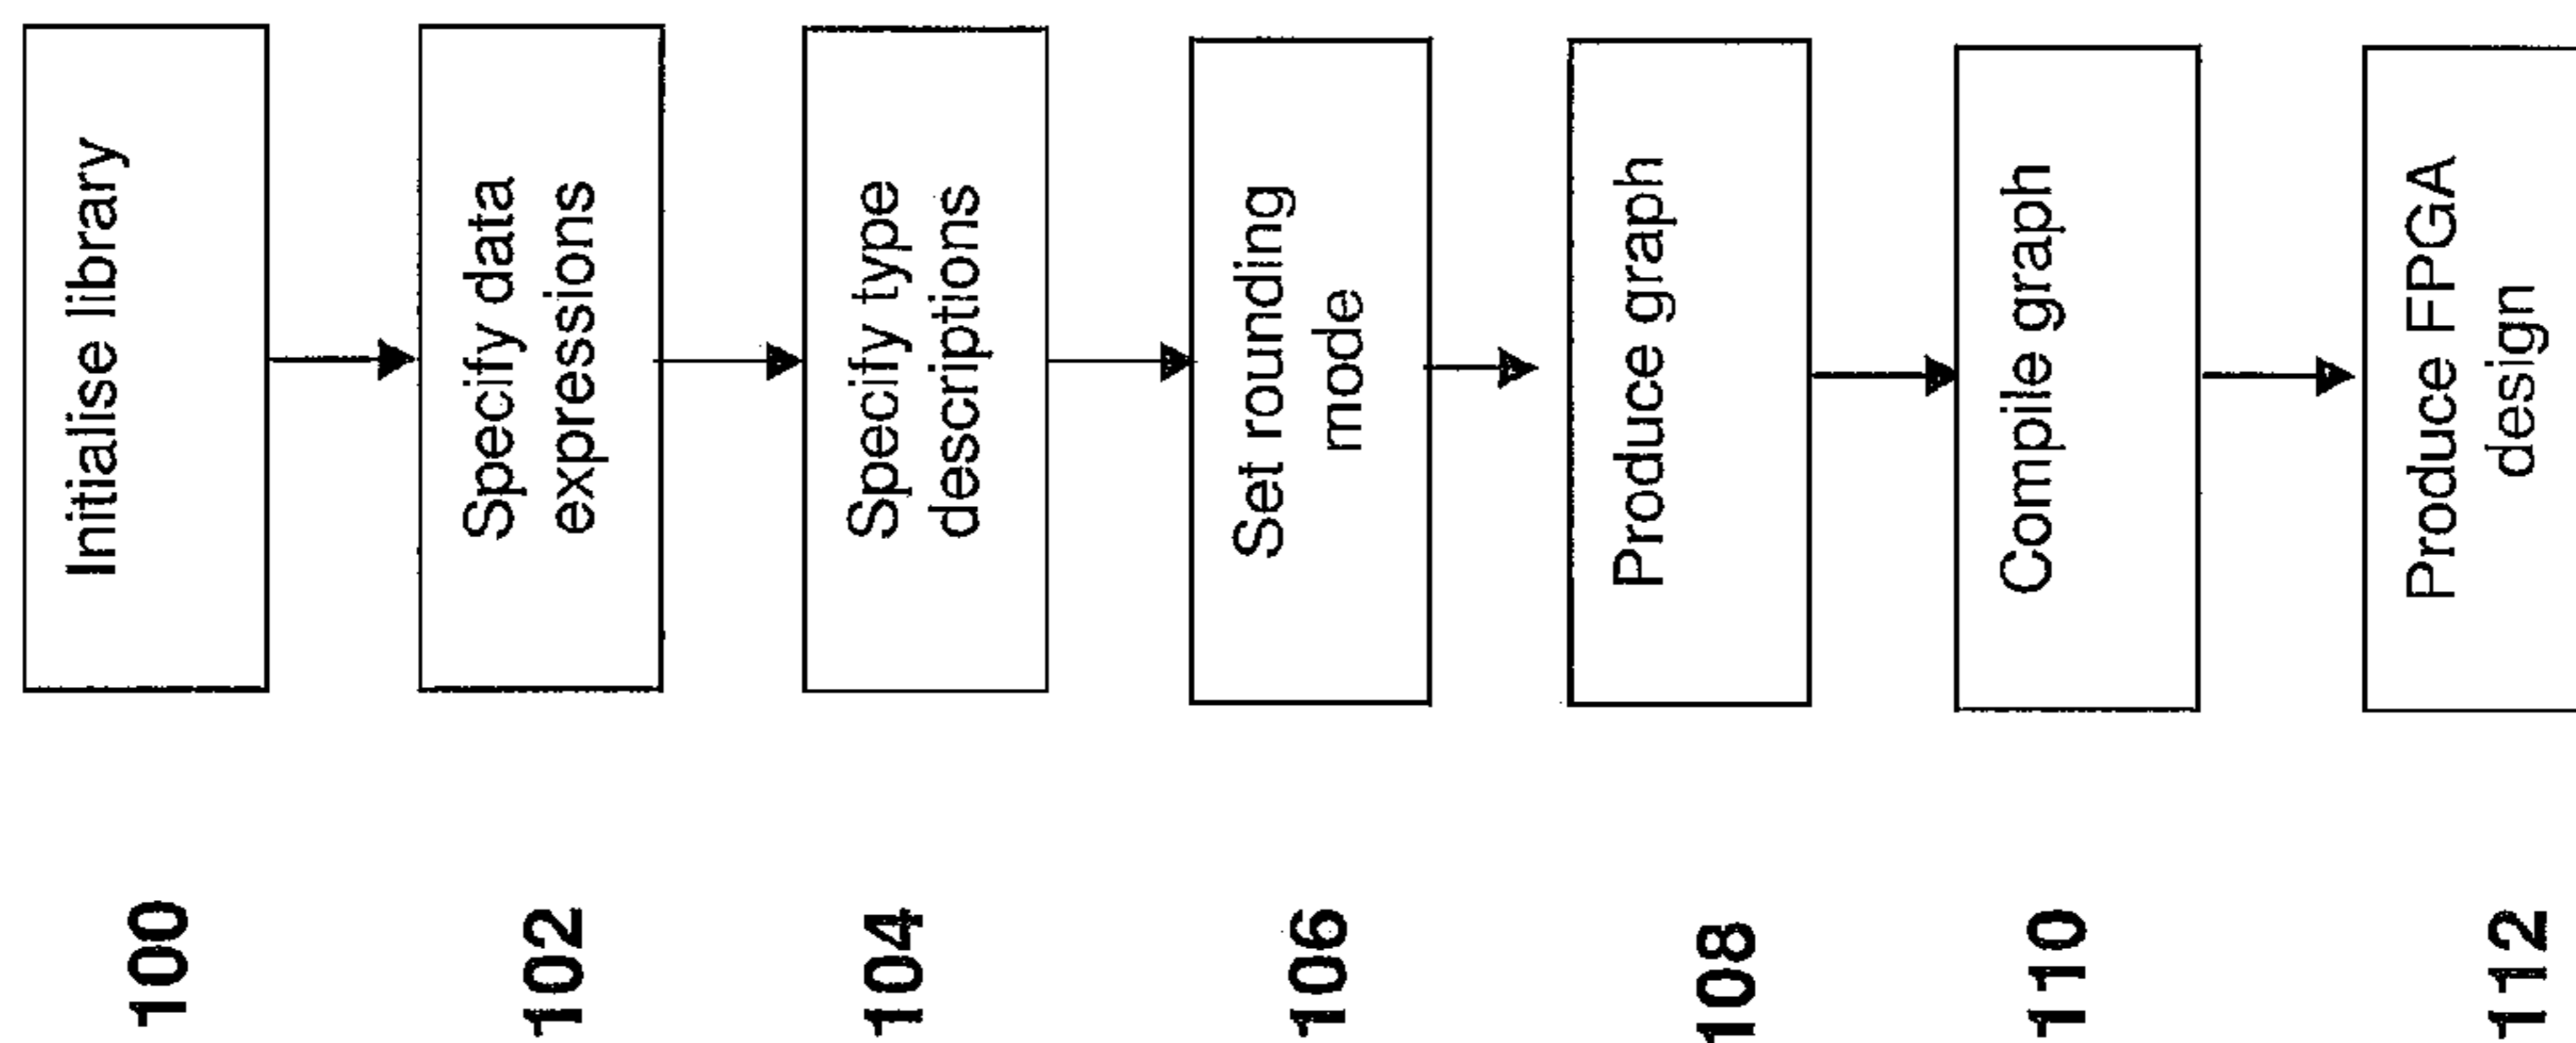 100
Initialise library
102
Specify data
expressions
104
Specify type
descriptions
106
Set rounding
mode
108
Produce graph
110
Compile graph
112
Produce FPGA
design